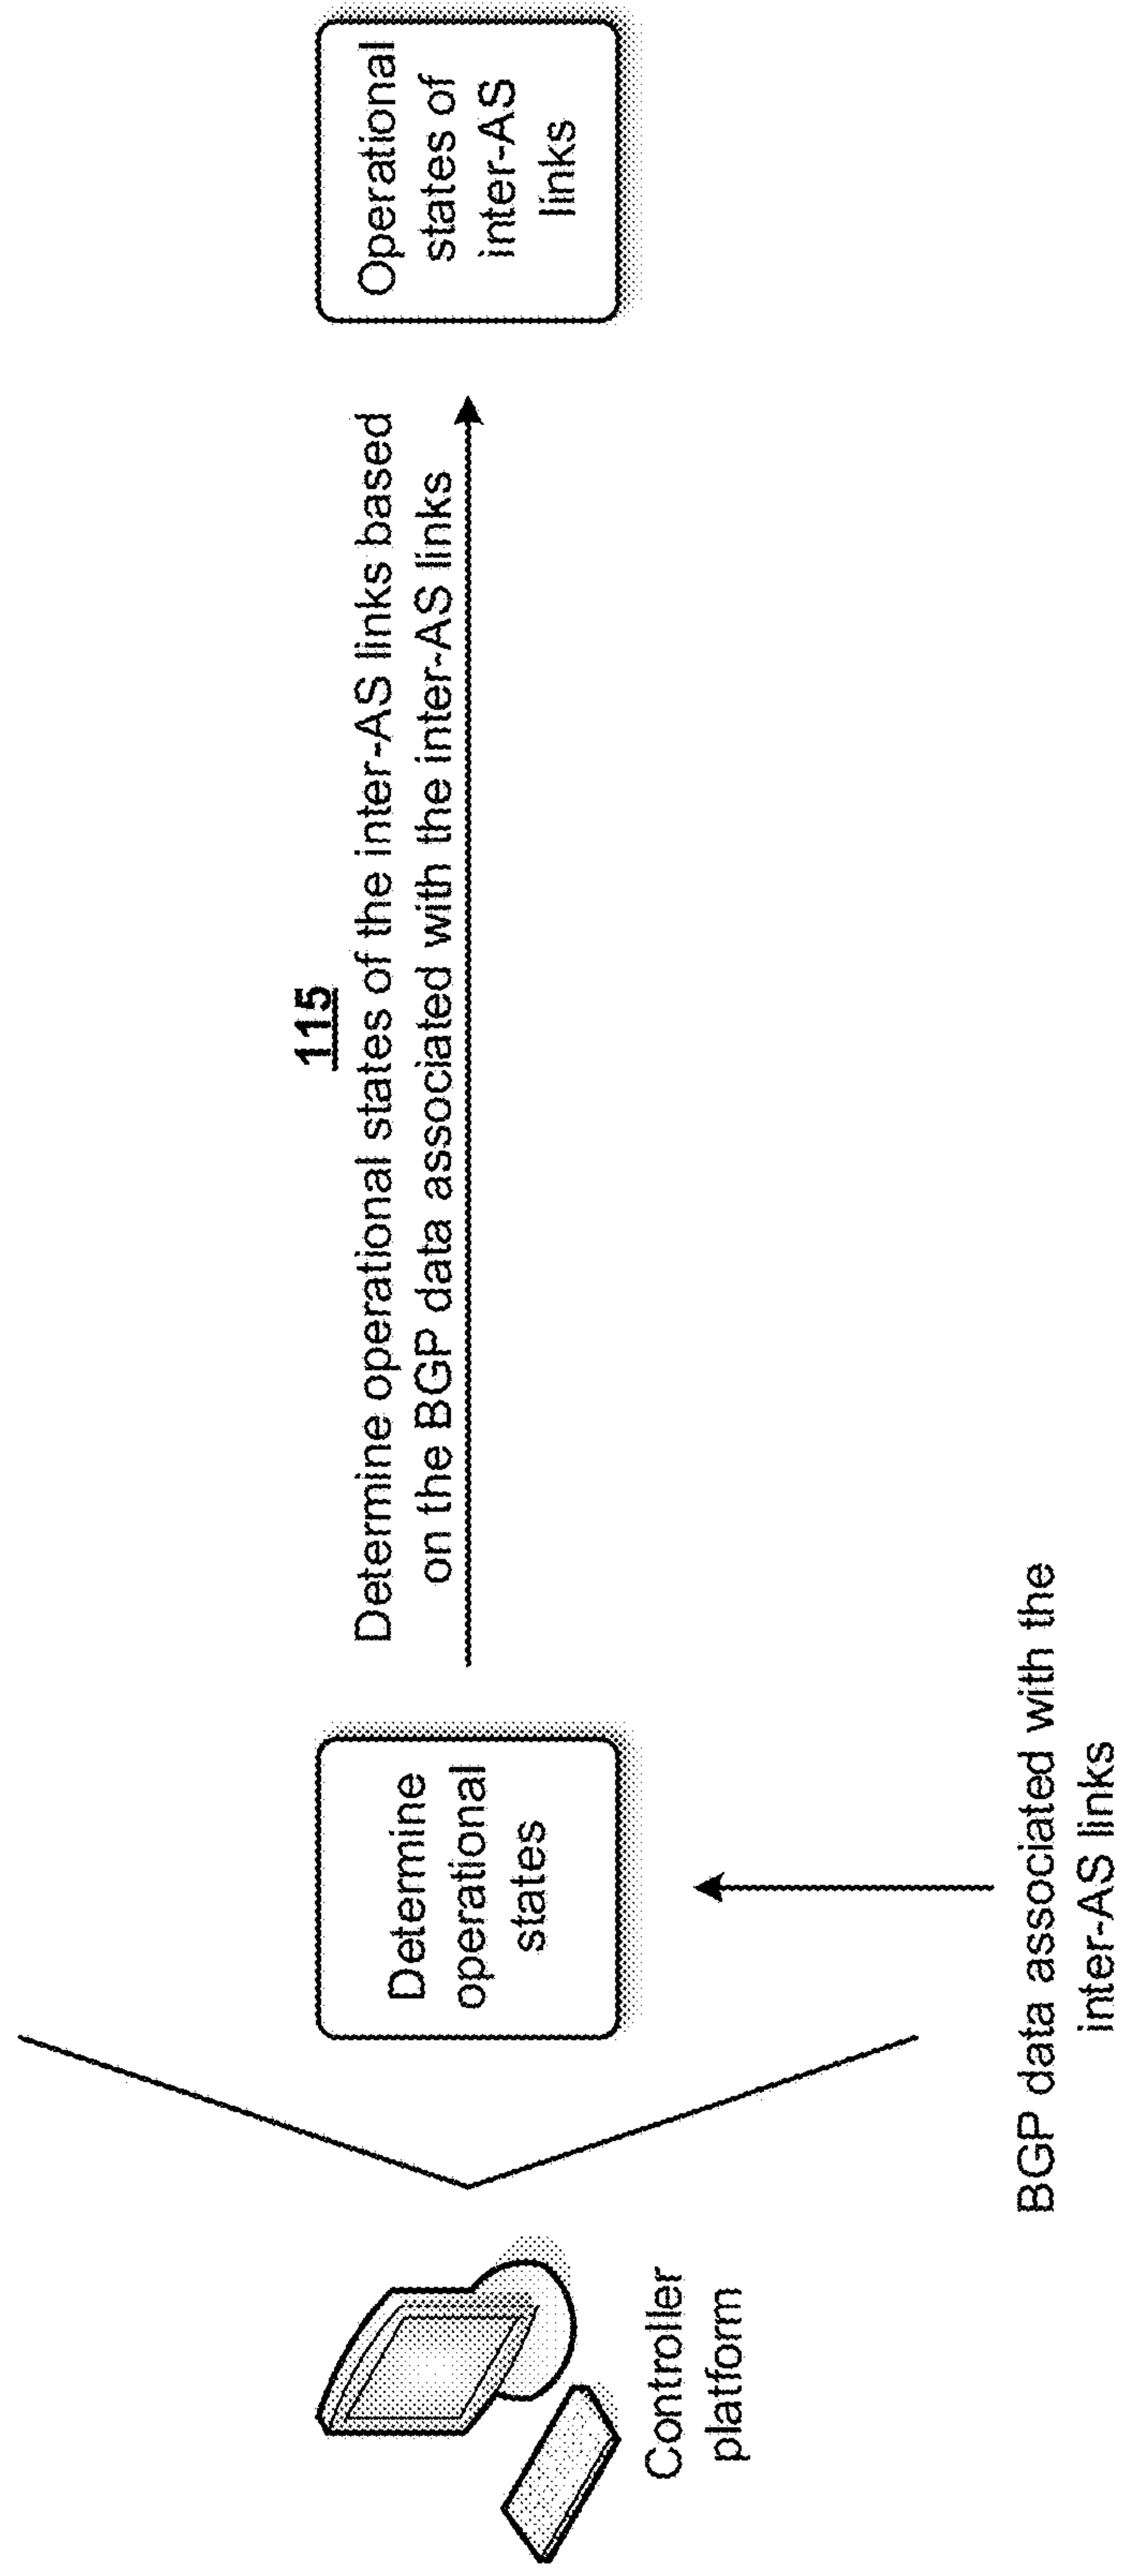 115
Determine operational states of the inter-AS links based
on the BGP data associated with the inter-AS links
Controller
platform
Determine
operational
states
Operational
states of
inter-AS
links
BGP data associated with the
inter-AS links